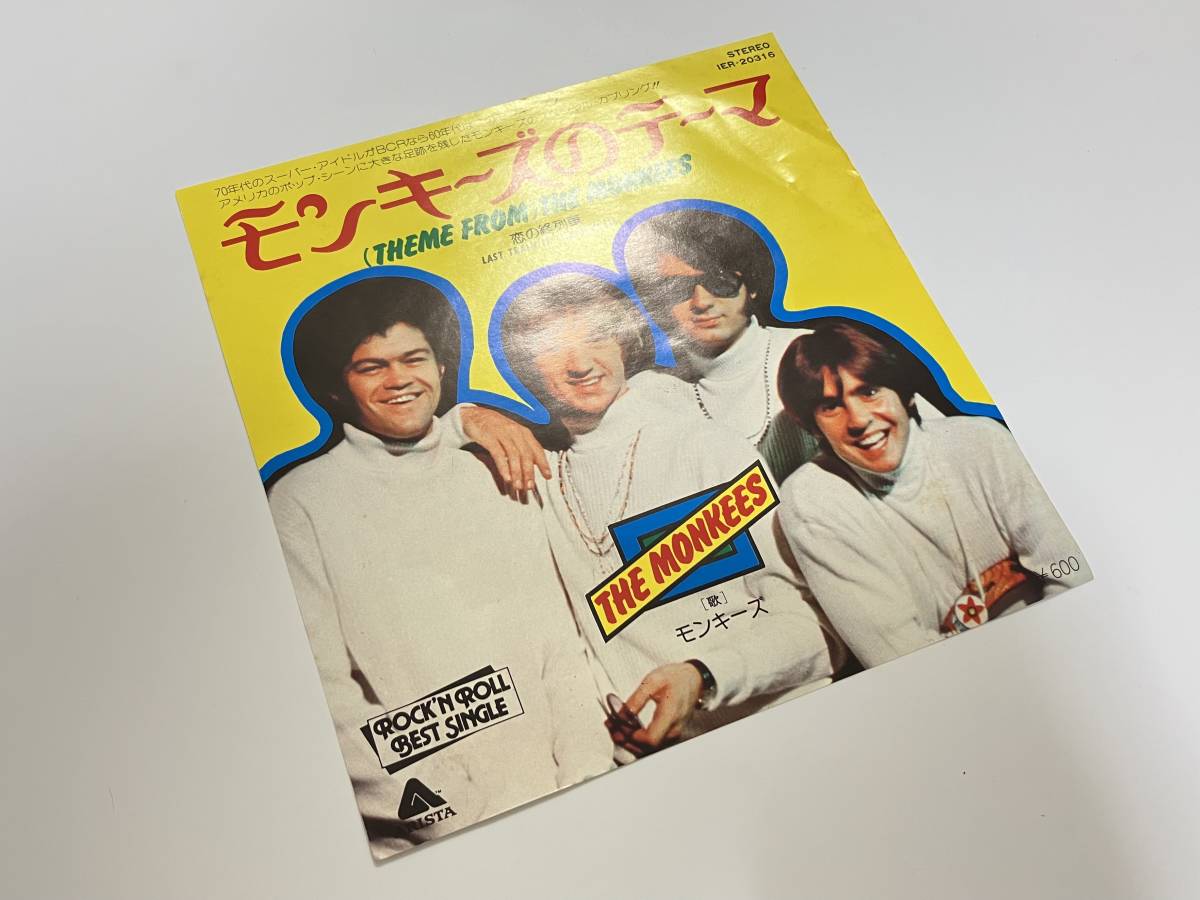 STEREO
IER-20316
70年代のスーパー・アイドルがBCRなら60年代は カプリング!!
アメリカのポップ・シーンに大きな足跡を残したモンキーズの
モンキーズのテーマ
(THEME FROM THE MONKEES
恋の終列車
LAST TRAIN
THE MONKEES
[歌]
モンキーズ
¥600
ROCK'N ROLL
BEST SINGLE
ARISTA